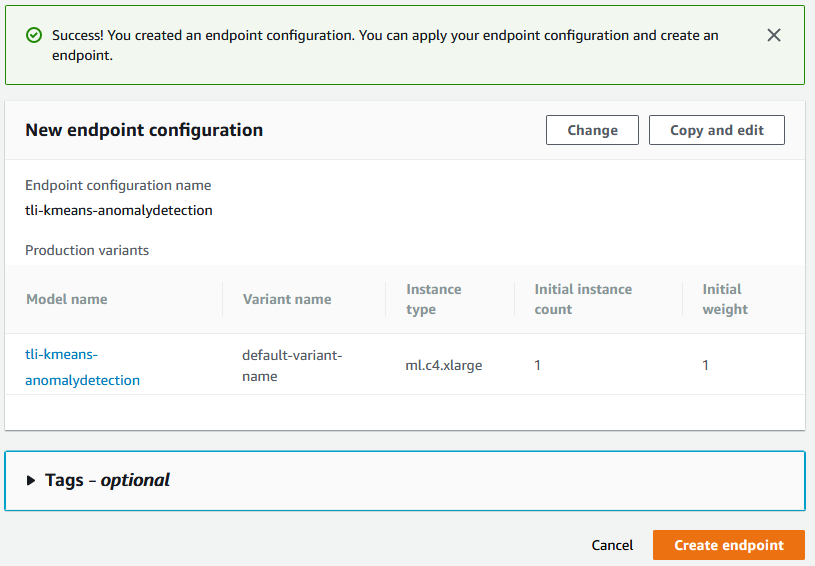 Success! You created an endpoint configuration. You can apply your endpoint configuration and create an
endpoint.
New endpoint configuration
Change
Copy and edit
Endpoint configuration name
tli-kmeans-anomalydetection
Production variants
Model name
Variant name
Instance
type
Initial instance
count
Initial
weight
tli-kmeans-
anomalydetection
default-variant-
name
ml.c4.xlarge
1
1
Tags - optional
Cancel
Create endpoint